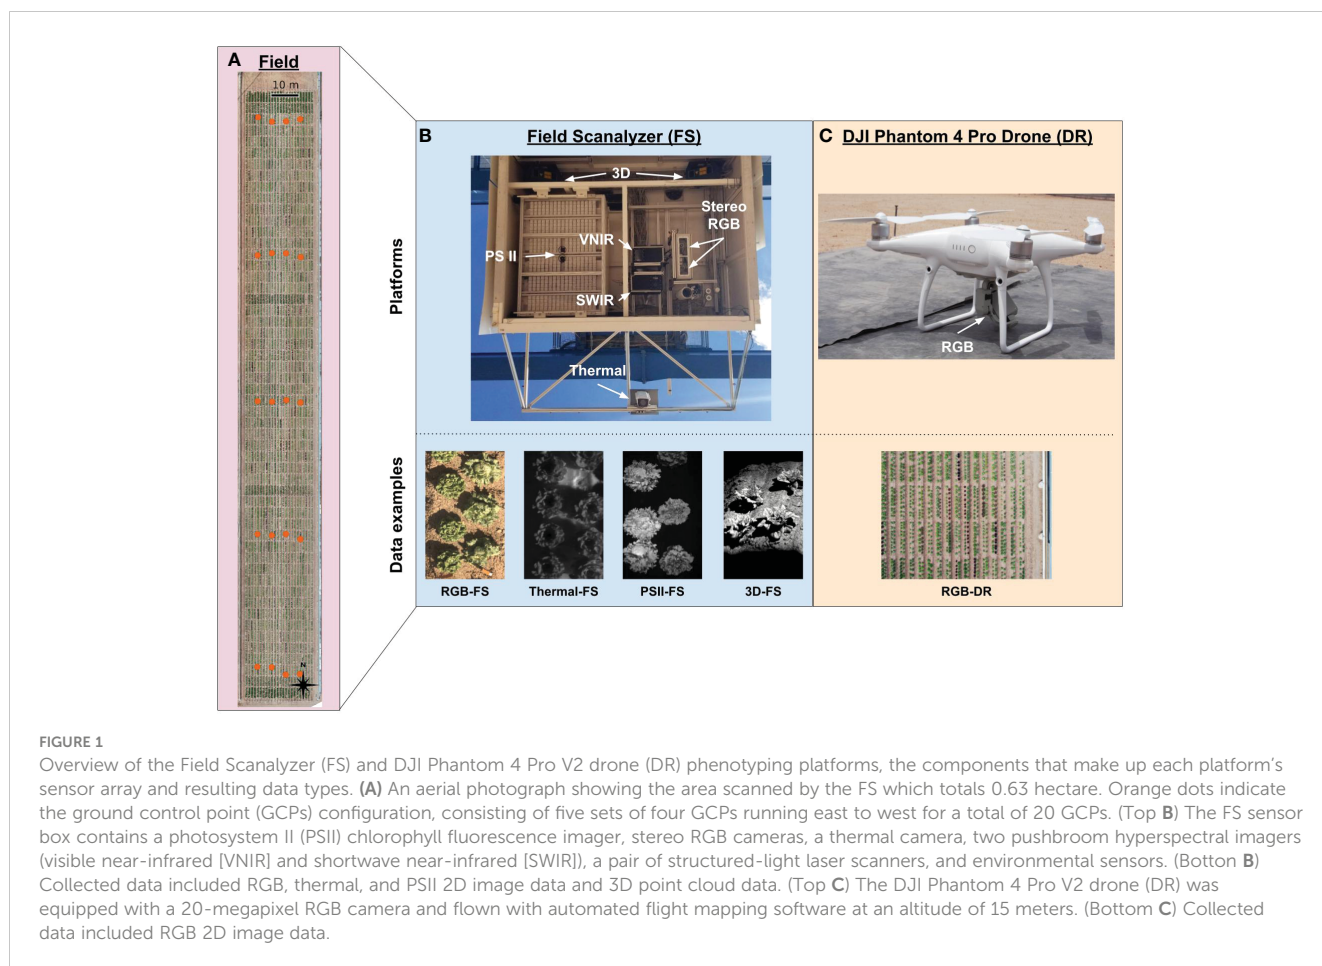 A Field
10 m
N
B Field Scanalyzer (FS)
3D
Stereo
RGB
VNIR
PS II
SWIR
Thermal
C DJI Phantom 4 Pro Drone (DR)
RGB
Platforms
Data examples
RGB-FS Thermal-FS PSII-FS 3D-FS
RGB-DR
FIGURE 1
Overview of the Field Scanalyzer (FS) and DJI Phantom 4 Pro V2 drone (DR) phenotyping platforms, the components that make up each platform's
sensor array and resulting data types. (A) An aerial photograph showing the area scanned by the FS which totals 0.63 hectare. Orange dots indicate
the ground control point (GCPs) configuration, consisting of five sets of four GCPs running east to west for a total of 20 GCPs. (Top B) The FS sensor
box contains a photosystem II (PSII) chlorophyll fluorescence imager, stereo RGB cameras, a thermal camera, two pushbroom hyperspectral imagers
(visible near-infrared [VNIR] and shortwave near-infrared [SWIR]), a pair of structured-light laser scanners, and environmental sensors. (Botton B)
Collected data included RGB, thermal, and PSII 2D image data and 3D point cloud data. (Top C) The DJI Phantom 4 Pro V2 drone (DR) was
equipped with a 20-megapixel RGB camera and flown with automated flight mapping software at an altitude of 15 meters. (Bottom C) Collected
data included RGB 2D image data.